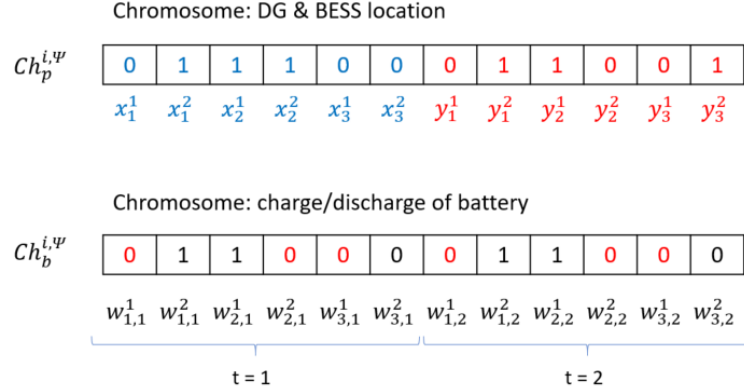 Chromosome: DG & BESS location
$Ch_p^{i,\Psi}$ 0 1 1 1 0 0 0 1 1 0 0 1
$x_1^1$ $x_1^2$ $x_2^1$ $x_2^2$ $x_3^1$ $x_3^2$ $y_1^1$ $y_1^2$ $y_2^1$ $y_2^2$ $y_3^1$ $y_3^2$
Chromosome: charge/discharge of battery
$Ch_b^{i,\Psi}$ 0 1 1 0 0 0 0 1 1 0 0 0
$w_{1,1}^1$ $w_{1,1}^2$ $w_{2,1}^1$ $w_{2,1}^2$ $w_{3,1}^1$ $w_{3,1}^2$ $w_{1,2}^1$ $w_{1,2}^2$ $w_{2,2}^1$ $w_{2,2}^2$ $w_{3,2}^1$ $w_{3,2}^2$
t = 1 t = 2